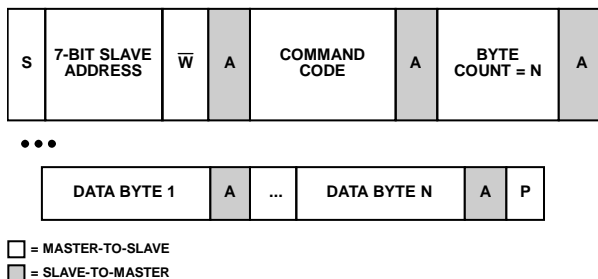 S 7-BIT SLAVE ADDRESS W̅ A COMMAND CODE A BYTE COUNT = N A
•••
DATA BYTE 1 A ... DATA BYTE N A P
= MASTER-TO-SLAVE
= SLAVE-TO-MASTER